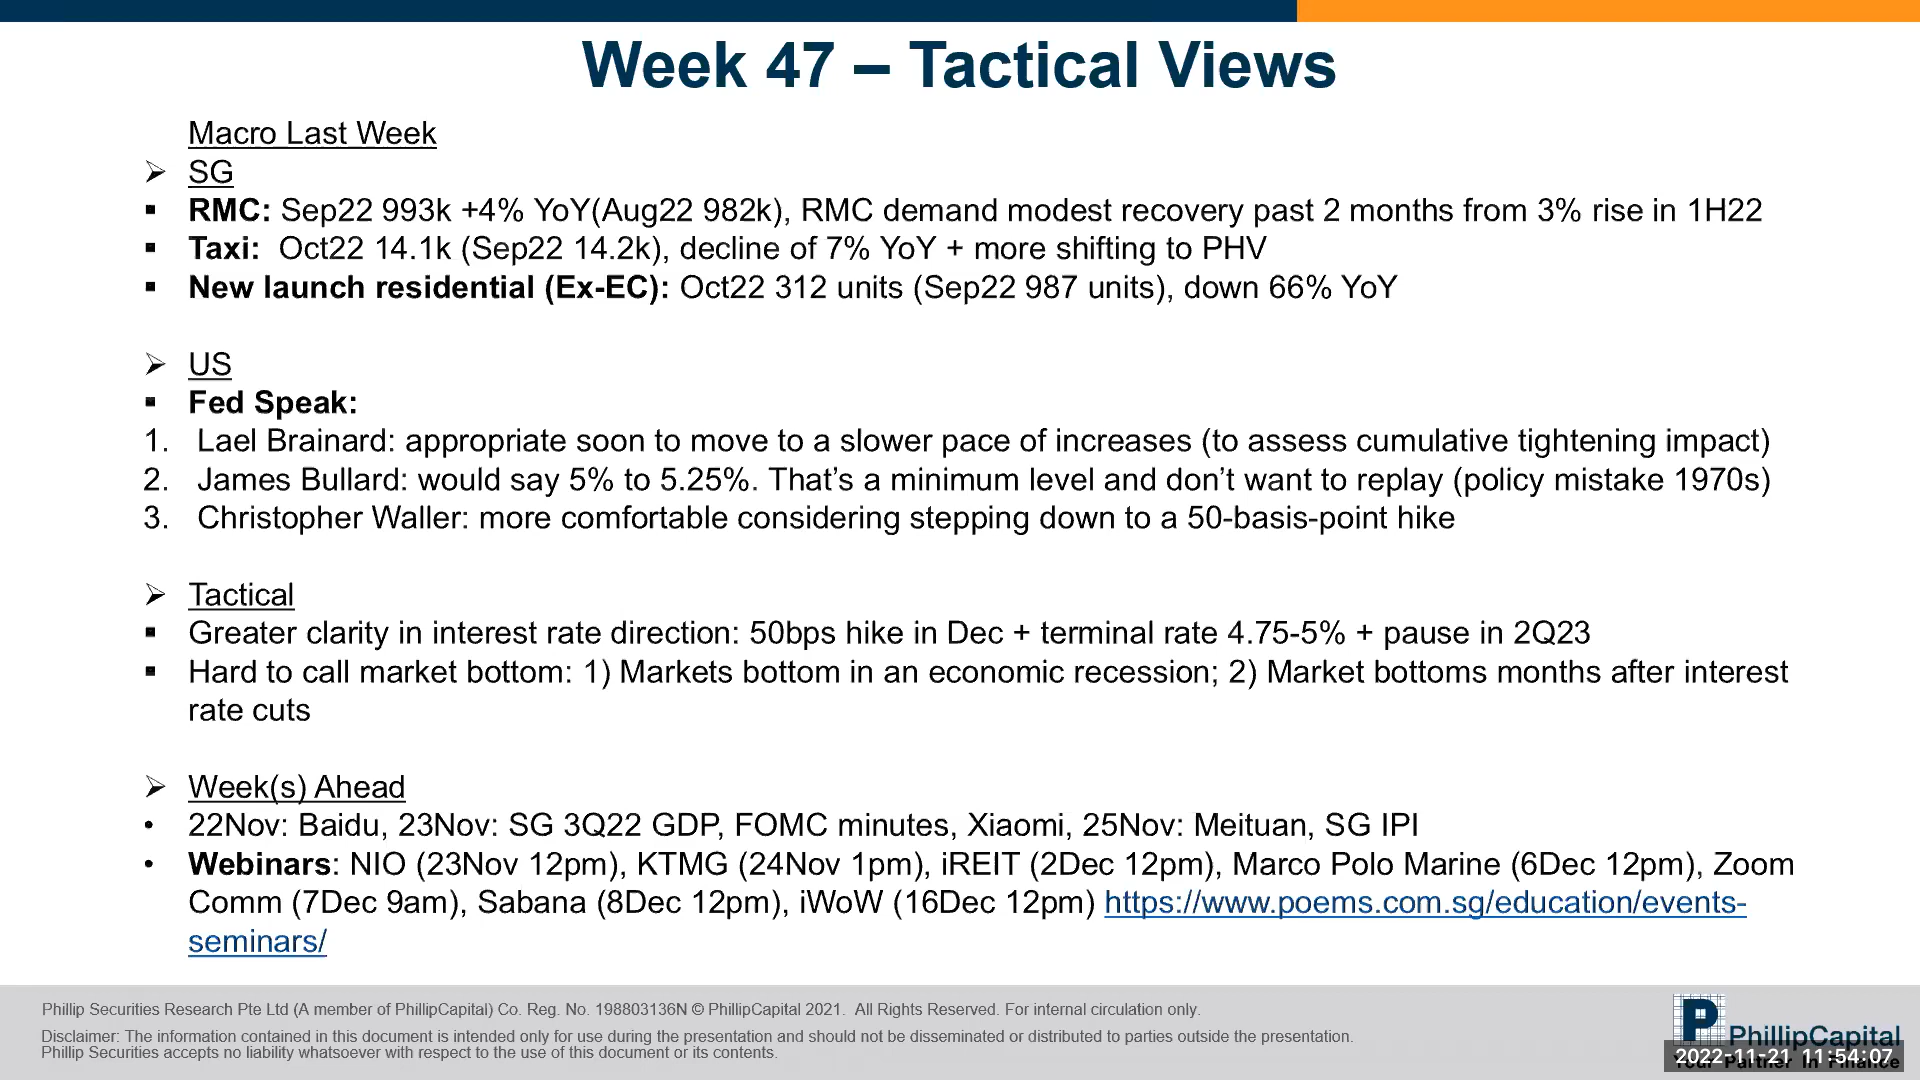 Week 47 – Tactical Views
Macro Last Week
➢ SG
▪ RMC: Sep22 993k +4% YoY(Aug22 982k), RMC demand modest recovery past 2 months from 3% rise in 1H22
▪ Taxi: Oct22 14.1k (Sep22 14.2k), decline of 7% YoY + more shifting to PHV
▪ New launch residential (Ex-EC): Oct22 312 units (Sep22 987 units), down 66% YoY
➢ US
▪ Fed Speak:
1. Lael Brainard: appropriate soon to move to a slower pace of increases (to assess cumulative tightening impact)
2. James Bullard: would say 5% to 5.25%. That’s a minimum level and don’t want to replay (policy mistake 1970s)
3. Christopher Waller: more comfortable considering stepping down to a 50-basis-point hike
➢ Tactical
▪ Greater clarity in interest rate direction: 50bps hike in Dec + terminal rate 4.75-5% + pause in 2Q23
▪ Hard to call market bottom: 1) Markets bottom in an economic recession; 2) Market bottoms months after interest
rate cuts
➢ Week(s) Ahead
• 22Nov: Baidu, 23Nov: SG 3Q22 GDP, FOMC minutes, Xiaomi, 25Nov: Meituan, SG IPI
• Webinars: NIO (23Nov 12pm), KTMG (24Nov 1pm), iREIT (2Dec 12pm), Marco Polo Marine (6Dec 12pm), Zoom
Comm (7Dec 9am), Sabana (8Dec 12pm), iWoW (16Dec 12pm) https://www.poems.com.sg/education/events-
seminars/
Phillip Securities Research Pte Ltd (A member of PhillipCapital) Co. Reg. No. 198803136N © PhillipCapital 2021. All Rights Reserved. For internal circulation only.
Disclaimer: The information contained in this document is intended only for use during the presentation and should not be disseminated or distributed to parties outside the presentation.
Phillip Securities accepts no liability whatsoever with respect to the use of this document or its contents.
P PhillipCapital
Your Partner In Finance
2022-11-21 11:54:07